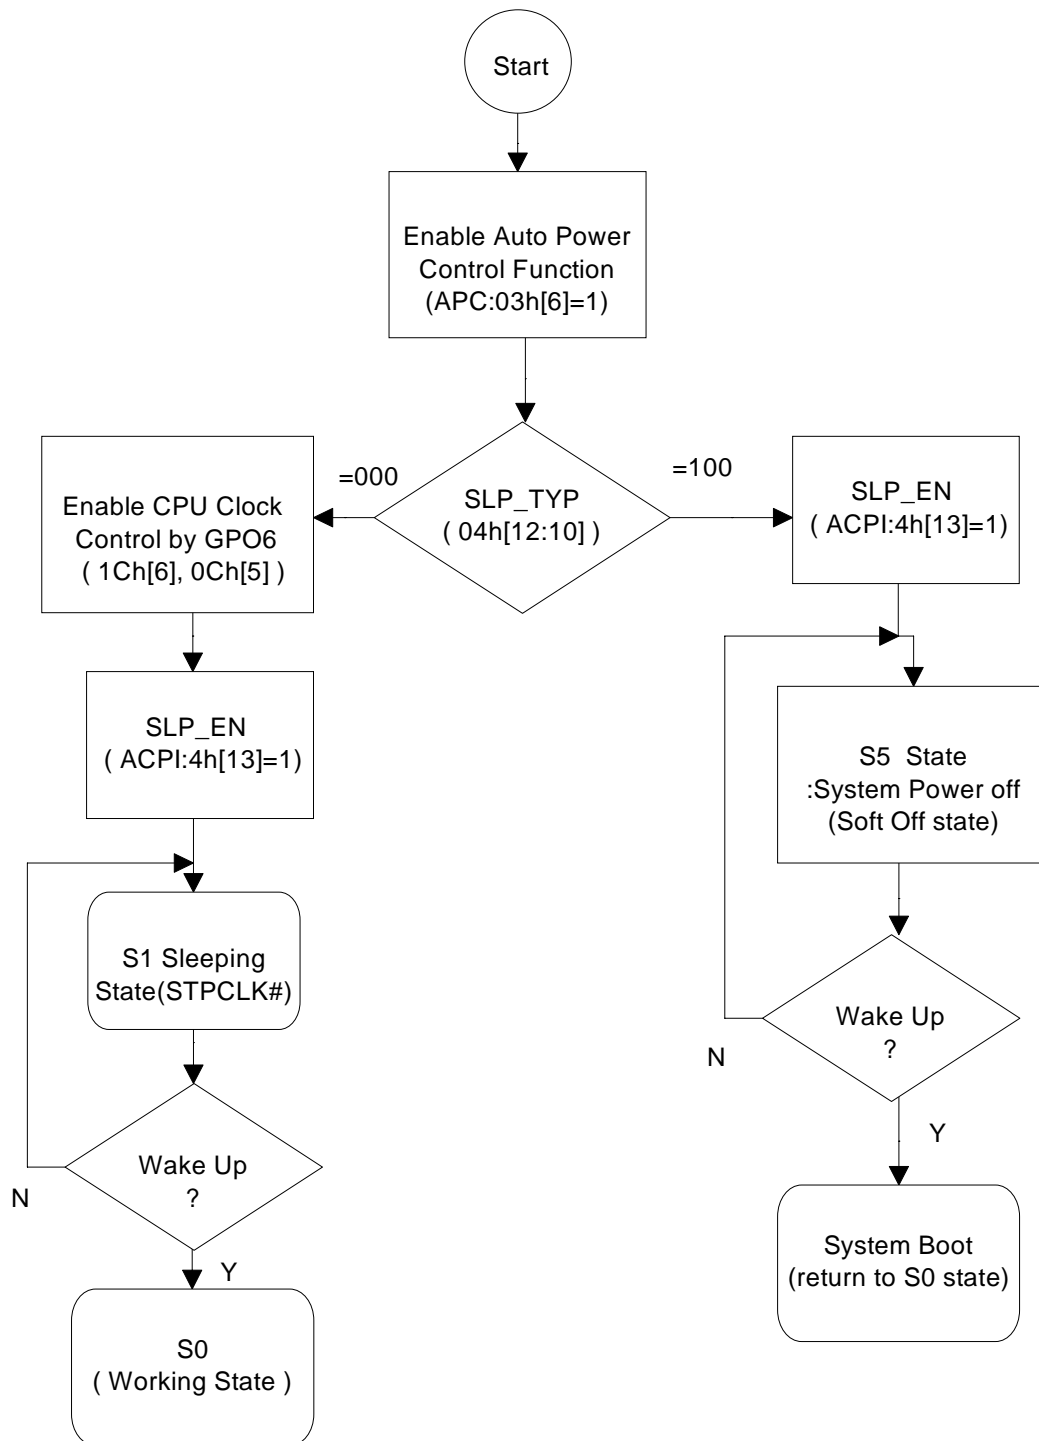 Start
Enable Auto Power
Control Function
(APC:03h[6]=1)
=000
SLP_TYP
( 04h[12:10] )
=100
Enable CPU Clock
Control by GPO6
( 1Ch[6], 0Ch[5] )
SLP_EN
( ACPI:4h[13]=1)
SLP_EN
( ACPI:4h[13]=1)
S5 State
:System Power off
(Soft Off state)
S1 Sleeping
State(STPCLK#)
Wake Up
?
N
Y
Wake Up
?
N
Y
System Boot
(return to S0 state)
S0
( Working State )